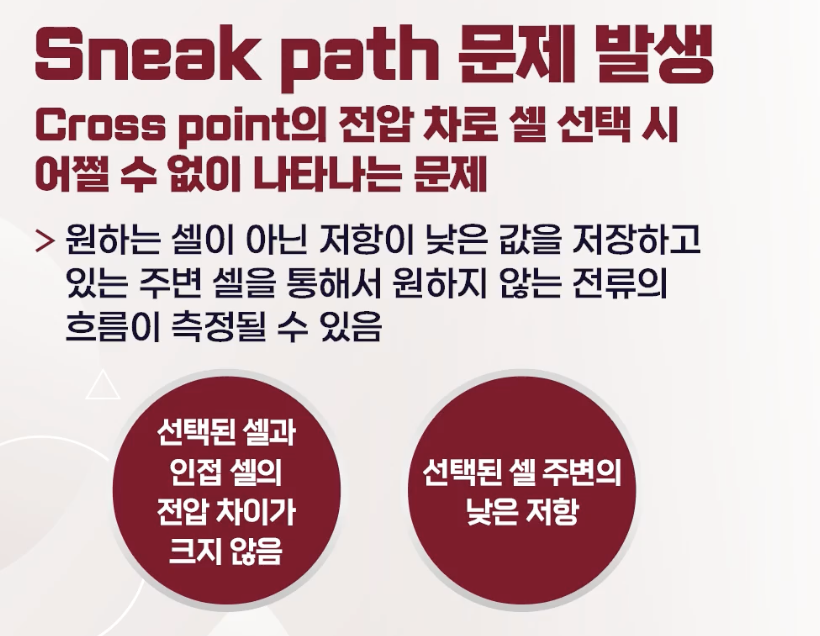 Sneak path 문제 발생
Cross point의 전압 차로 셀 선택 시
어쩔 수 없이 나타나는 문제
> 원하는 셀이 아닌 저항이 낮은 값을 저장하고
있는 주변 셀을 통해서 원하지 않는 전류의
흐름이 측정될 수 있음
선택된 셀과
인접 셀의
전압 차이가
크지 않음
선택된 셀 주변의
낮은 저항